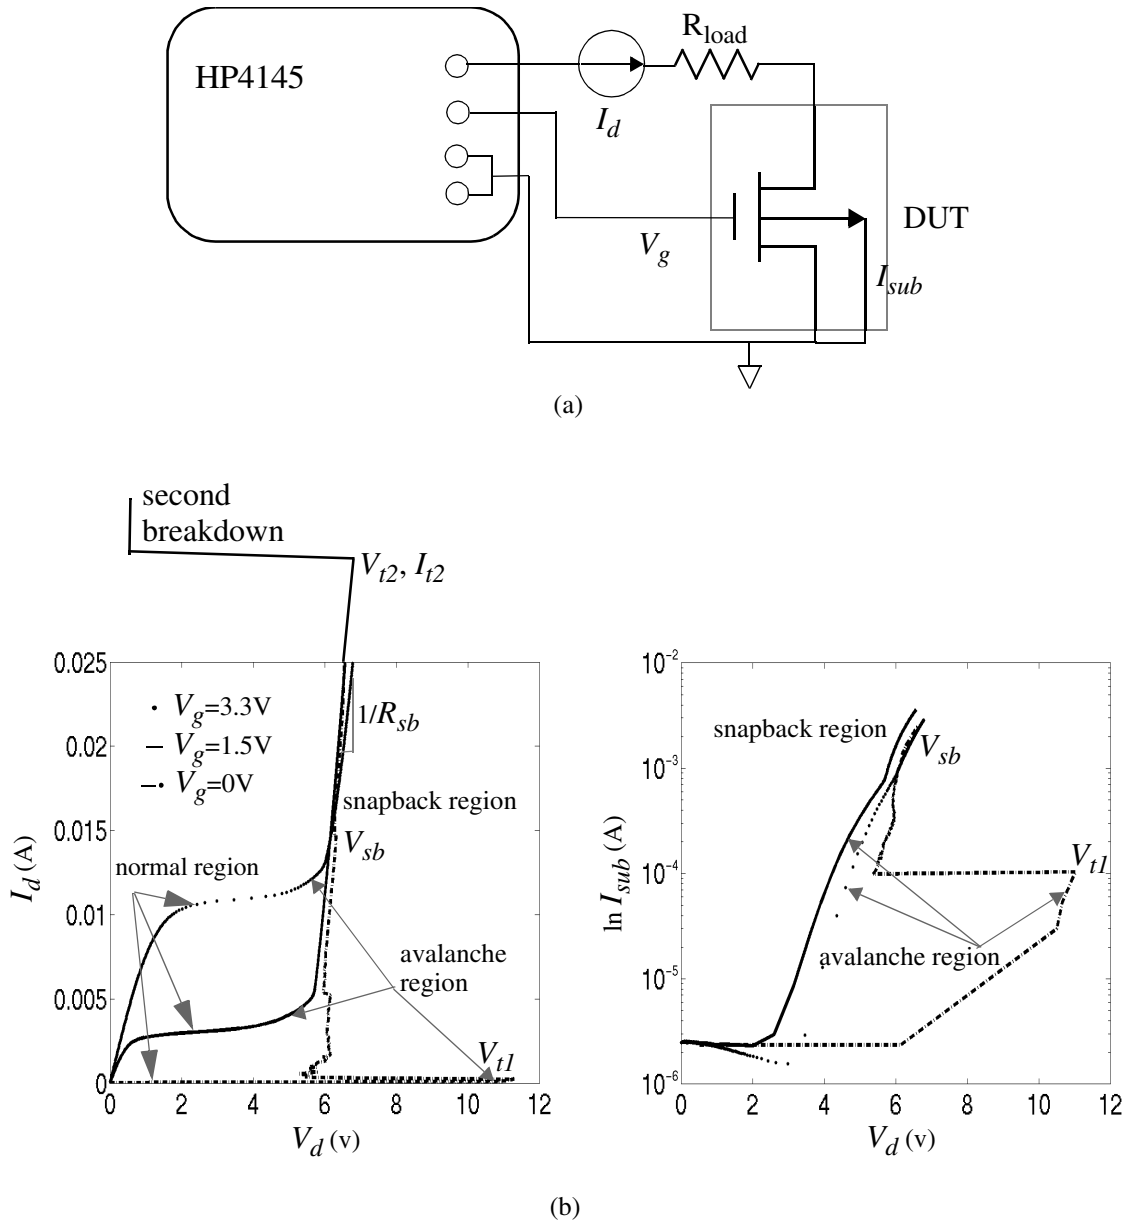 HP4145
R_load
I_d
V_g
DUT
I_sub
(a)
second
breakdown
V_t2, I_t2
0.025
0.02
0.015
0.01
0.005
0
I_d (A)
• V_g=3.3V
— V_g=1.5V
—• V_g=0V
1/R_sb
snapback region
V_sb
normal region
avalanche
region
V_t1
0 2 4 6 8 10 12
V_d (v)
10^-2
10^-3
10^-4
10^-5
10^-6
ln I_sub (A)
snapback region
V_sb
V_t1
avalanche region
0 2 4 6 8 10 12
V_d (v)
(b)